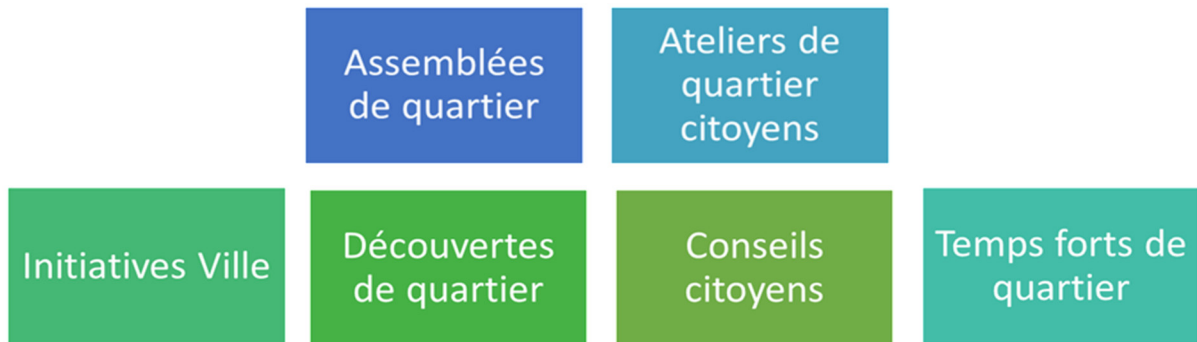 Assemblées
de quartier
Ateliers de
quartier
citoyens
Initiatives Ville
Découvertes
de quartier
Conseils
citoyens
Temps forts de
quartier